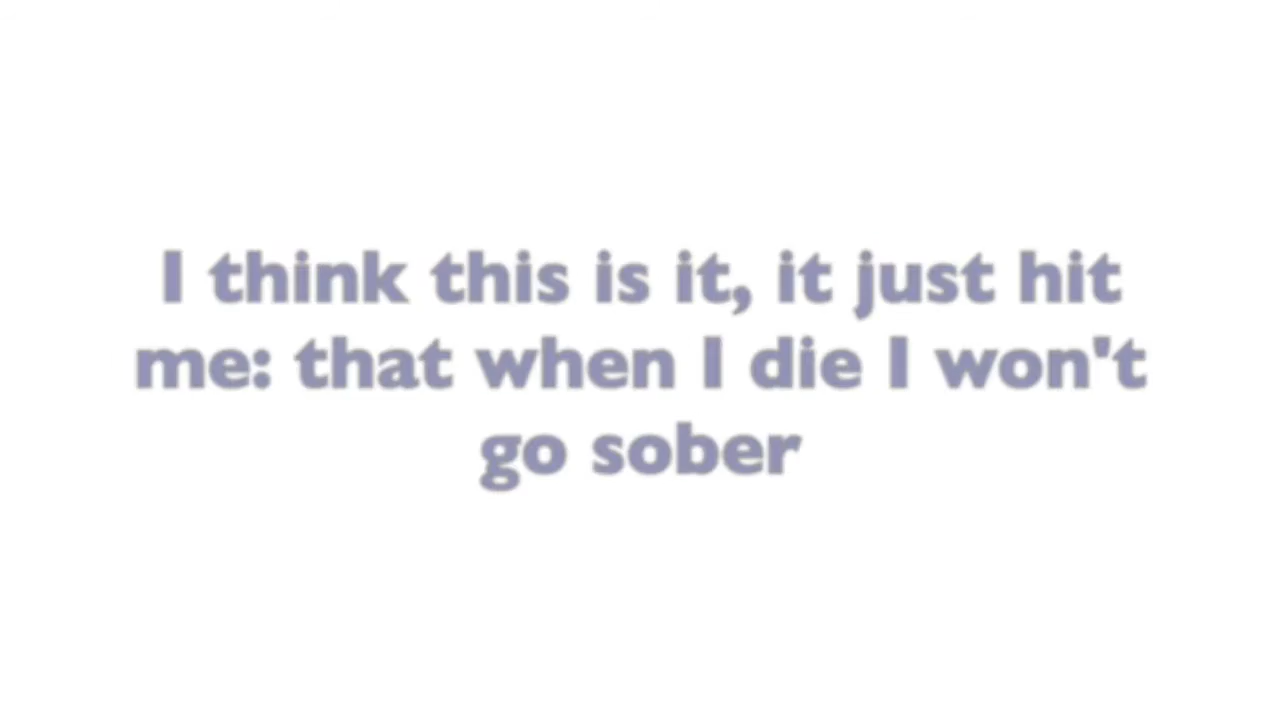 I think this is it, it just hit
me: that when I die I won't
go sober